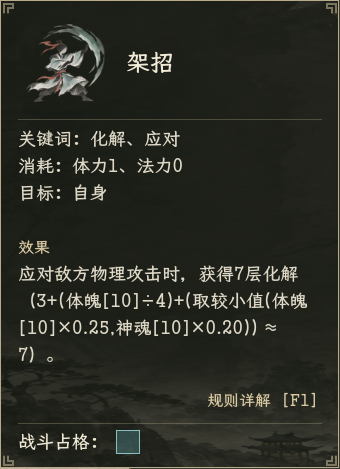 架招
关键词: 化解、应对
消耗: 体力1、法力0
目标: 自身
效果
应对敌方物理攻击时, 获得7层化解
(3+(体魄[10]÷4)+(取较小值(体魄
[10]×0.25,神魂[10]×0.20)) ≈
7) 。
规则详解 [F1]
战斗占格: